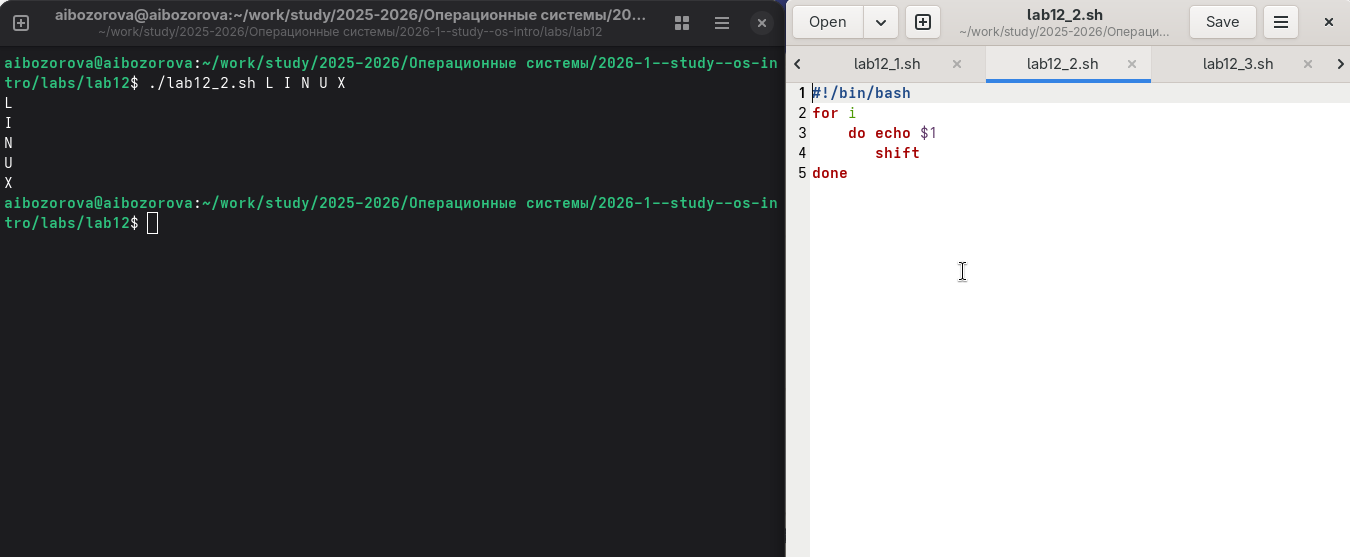 aibozorova@aibozorova:~/work/study/2025-2026/Операционные системы/20...
~/work/study/2025-2026/Операционные системы/2026-1--study--os-intro/labs/lab12
aibozorova@aibozorova:~/work/study/2025-2026/Операционные системы/2026-1--study--os-in
tro/labs/lab12$ ./lab12_2.sh L I N U X
L
I
N
U
X
aibozorova@aibozorova:~/work/study/2025-2026/Операционные системы/2026-1--study--os-in
tro/labs/lab12$
Open
lab12_2.sh
~/work/study/2025-2026/Операци...
Save
lab12_1.sh
lab12_2.sh
lab12_3.sh
1 #!/bin/bash
2 for i
3     do echo $1
4        shift
5 done